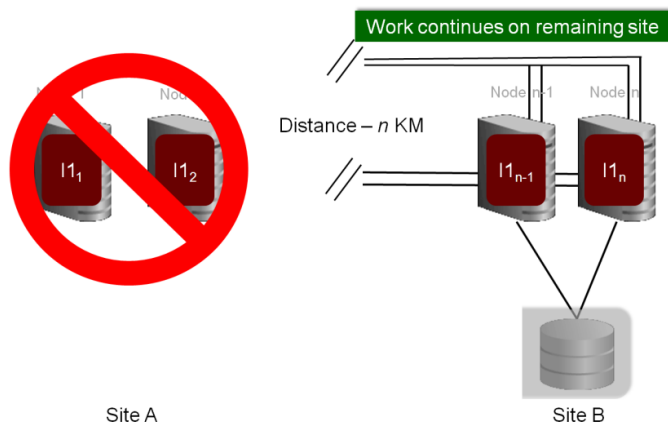 Work continues on remaining site
Node n-1
Node n
Distance – n KM
I1₁
I1₂
I1ₙ₋₁
I1ₙ
Site A
Site B